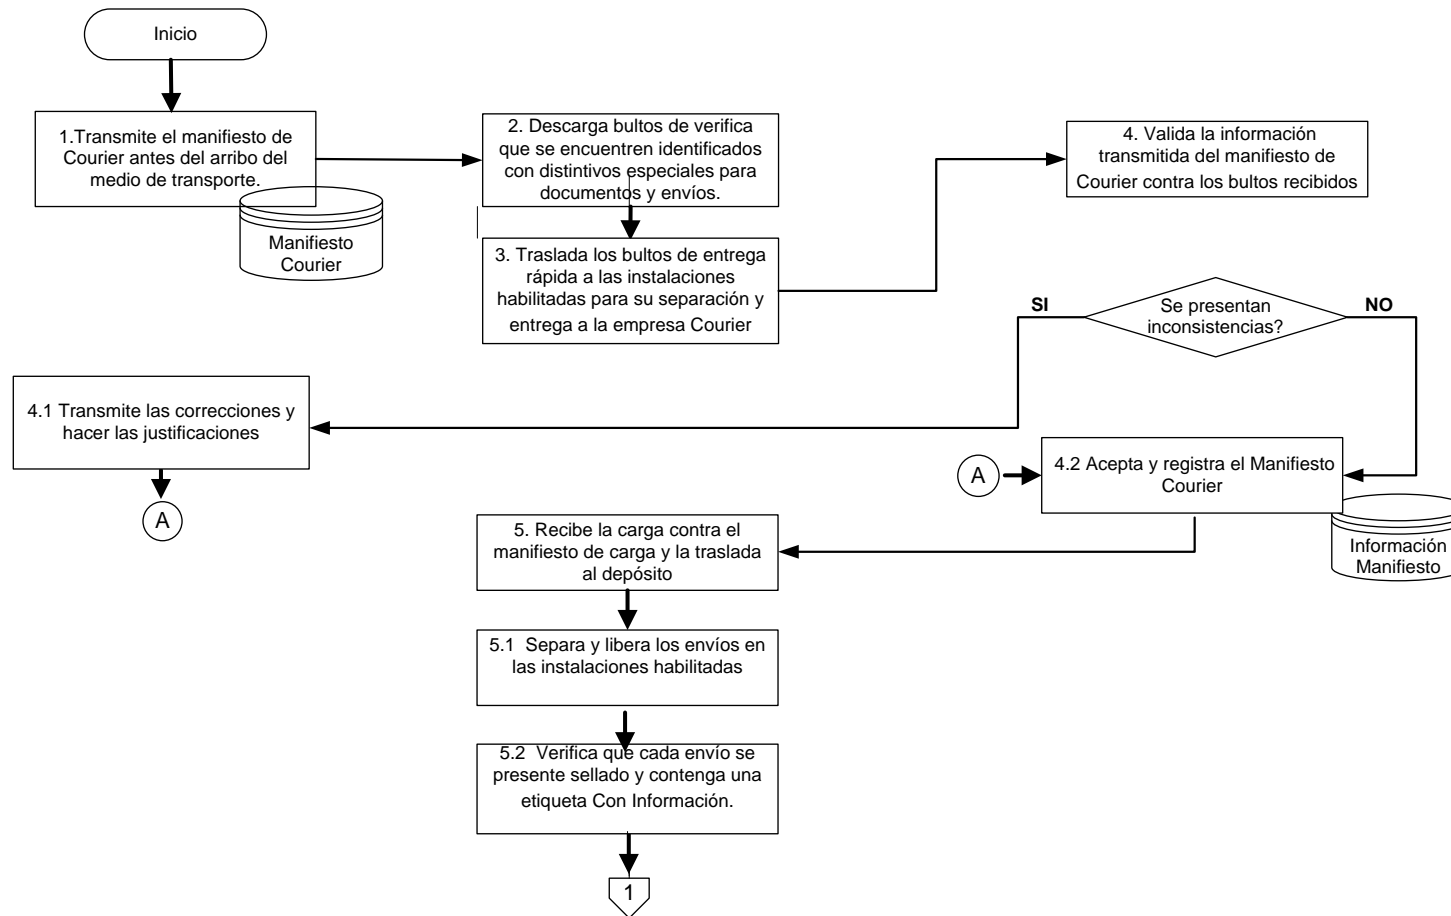 Inicio
1.Transmite el manifiesto de
Courier antes del arribo del
medio de transporte.
Manifiesto
Courier
2. Descarga bultos de verifica
que se encuentren identificados
con distintivos especiales para
documentos y envíos.
3. Traslada los bultos de entrega
rápida a las instalaciones
habilitadas para su separación y
entrega a la empresa Courier
4. Valida la información
transmitida del manifiesto de
Courier contra los bultos recibidos
SI
Se presentan
inconsistencias?
NO
4.1 Transmite las correcciones y
hacer las justificaciones
A
A
4.2 Acepta y registra el Manifiesto
Courier
Información
Manifiesto
5. Recibe la carga contra el
manifiesto de carga y la traslada
al depósito
5.1 Separa y libera los envíos en
las instalaciones habilitadas
5.2 Verifica que cada envío se
presente sellado y contenga una
etiqueta Con Información.
1